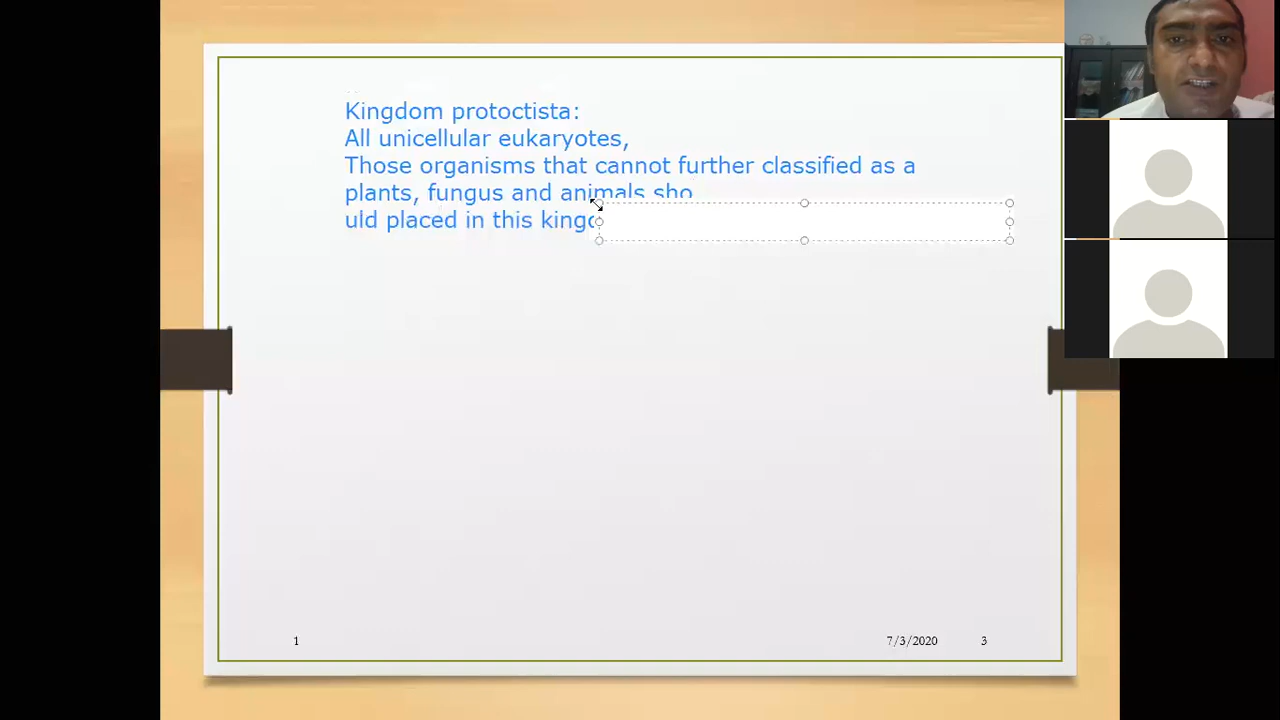 Kingdom protoctista:
All unicellular eukaryotes,
Those organisms that cannot further classified as a
plants, fungus and animals sho
uld placed in this
1
7/3/2020
3